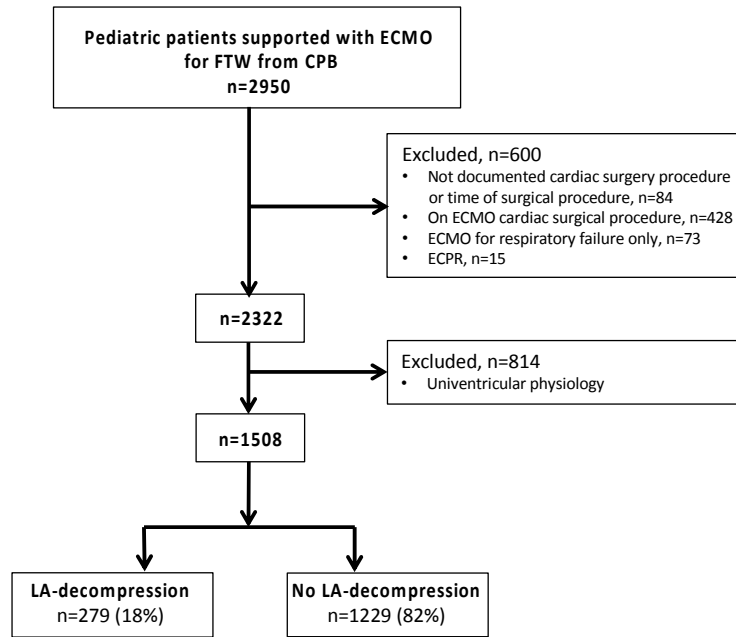 Pediatric patients supported with ECMO
for FTW from CPB
n=2950
Excluded, n=600
• Not documented cardiac surgery procedure
or time of surgical procedure, n=84
• On ECMO cardiac surgical procedure, n=428
• ECMO for respiratory failure only, n=73
• ECPR, n=15
n=2322
Excluded, n=814
• Univentricular physiology
n=1508
LA-decompression
n=279 (18%)
No LA-decompression
n=1229 (82%)